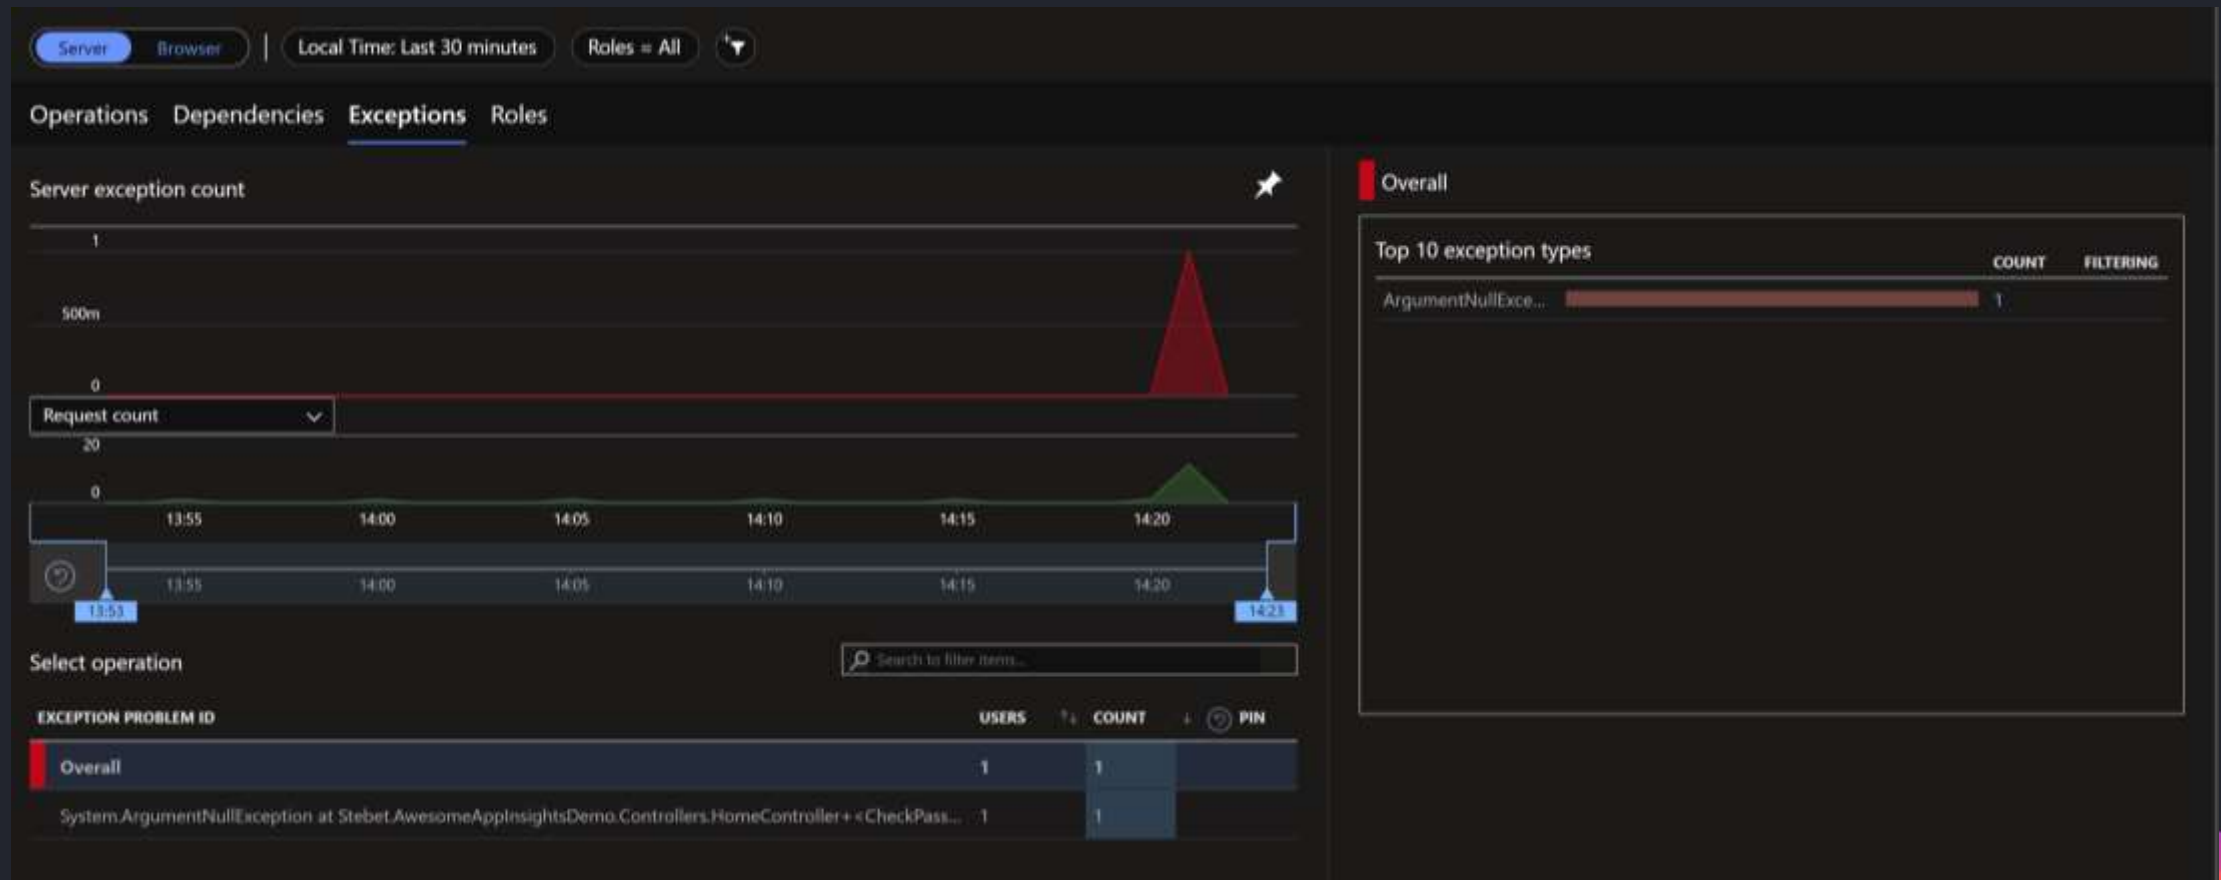 Server Browser | Local Time: Last 30 minutes Roles = All
Operations Dependencies Exceptions Roles
Server exception count
1
500m
0
Request count
20
0
13:55 14:00 14:05 14:10 14:15 14:20
13:55 14:00 14:05 14:10 14:15 14:20
13:53 14:23
Select operation
Search to filter items...
EXCEPTION PROBLEM ID USERS COUNT PIN
Overall 1 1
System.ArgumentNullException at Stebet.AwesomeAppInsightsDemo.Controllers.HomeController+<CheckPass... 1 1
Overall
Top 10 exception types COUNT FILTERING
ArgumentNullExce... 1